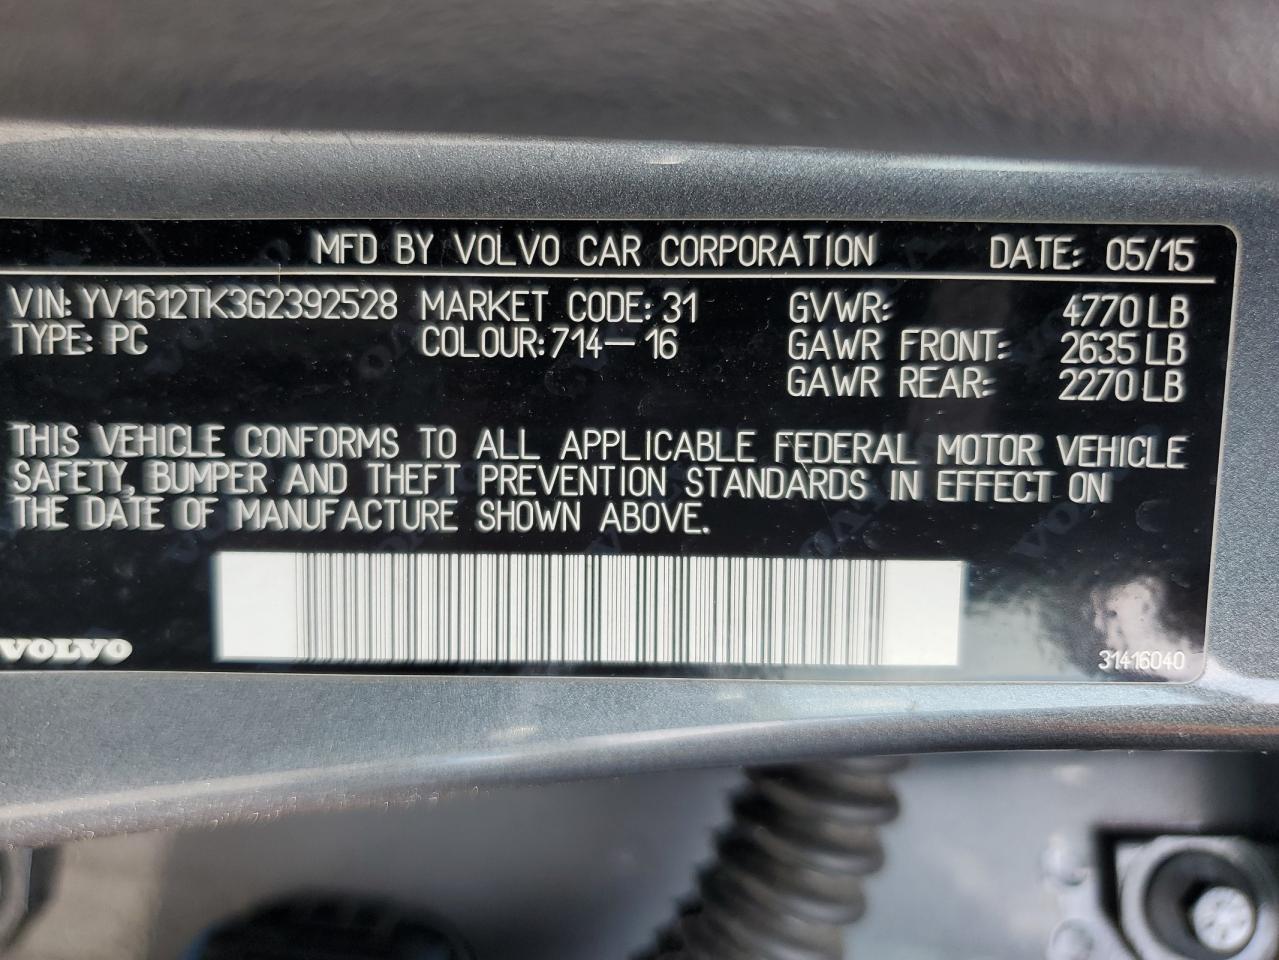 MFD BY VOLVO CAR CORPORATION DATE: 05/15
VIN: YV1612TK3G2392528 MARKET CODE: 31 GVWR: 4770 LB
TYPE: PC COLOUR: 714-16 GAWR FRONT: 2635 LB
GAWR REAR: 2270 LB
THIS VEHICLE CONFORMS TO ALL APPLICABLE FEDERAL MOTOR VEHICLE
SAFETY, BUMPER AND THEFT PREVENTION STANDARDS IN EFFECT ON
THE DATE OF MANUFACTURE SHOWN ABOVE.
VOLVO
31416040